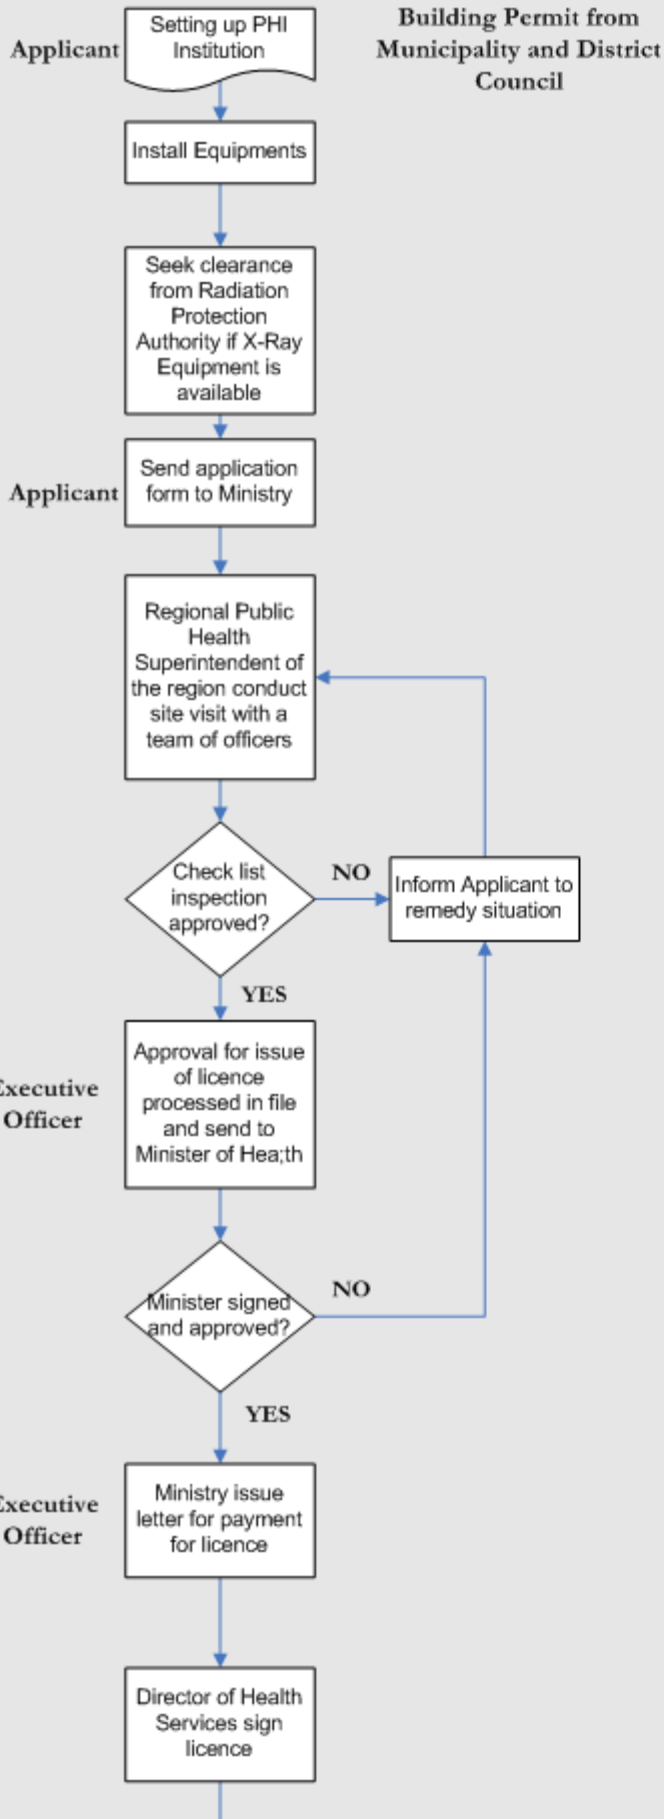 Applicant
Setting up PHI
Institution
Building Permit from
Municipality and District
Council
Install Equipments
Seek clearance
from Radiation
Protection
Authority if X-Ray
Equipment is
available
Applicant
Send application
form to Ministry
Regional Public
Health
Superintendent of
the region conduct
site visit with a
team of officers
Check list
inspection
approved?
NO
Inform Applicant to
remedy situation
YES
Executive
Officer
Approval for issue
of licence
processed in file
and send to
Minister of Hea;th
Minister signed
and approved?
NO
YES
Executive
Officer
Ministry issue
letter for payment
for licence
Director of Health
Services sign
licence